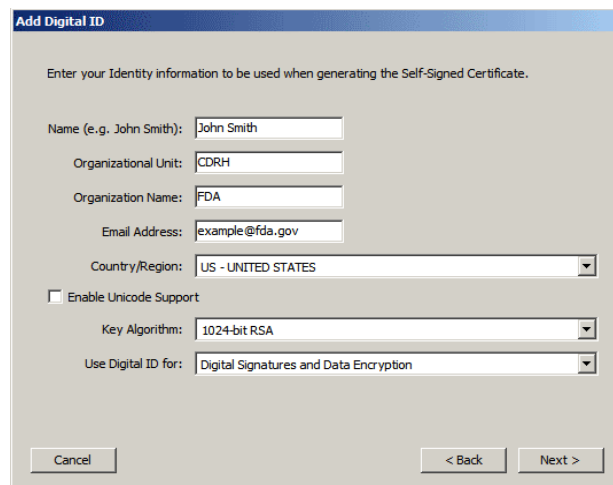 Add Digital ID
Enter your Identity information to be used when generating the Self-Signed Certificate.
Name (e.g. John Smith): John Smith
Organizational Unit: CDRH
Organization Name: FDA
Email Address: example@fda.gov
Country/Region: US - UNITED STATES
Enable Unicode Support
Key Algorithm: 1024-bit RSA
Use Digital ID for: Digital Signatures and Data Encryption
Cancel < Back Next >